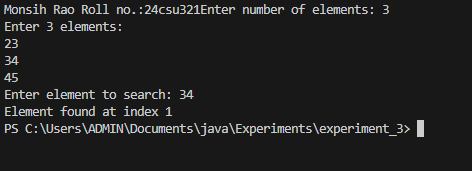 Monsih Rao Roll no.:24csu321Enter number of elements: 3
Enter 3 elements:
23
34
45
Enter element to search: 34
Element found at index 1
PS C:\Users\ADMIN\Documents\java\Experiments\experiment_3>